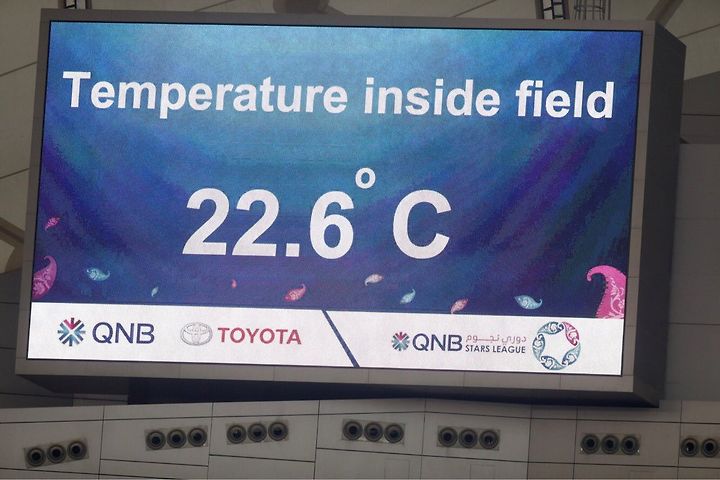 Temperature inside field
22.6° C
QNB TOYOTA QNB دوري نجوم
STARS LEAGUE